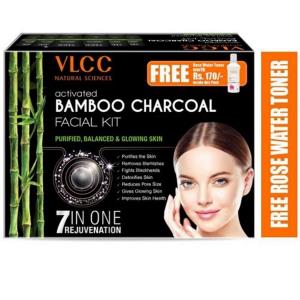 VLCC
NATURAL SCIENCES
activated
BAMBOO CHARCOAL
FACIAL KIT
PURIFIED, BALANCED & GLOWING SKIN
Purifies the Skin
Removes Blemishes
Fights Blackheads
Detoxifies Skin
Reduces Pore Size
Gives Glowing Skin
Improves Skin Health
7 IN ONE
REJUVENATION
FREE
Rose Water Toner
worth
Rs. 170/-
inside this Pack
FREE ROSE WATER TONER